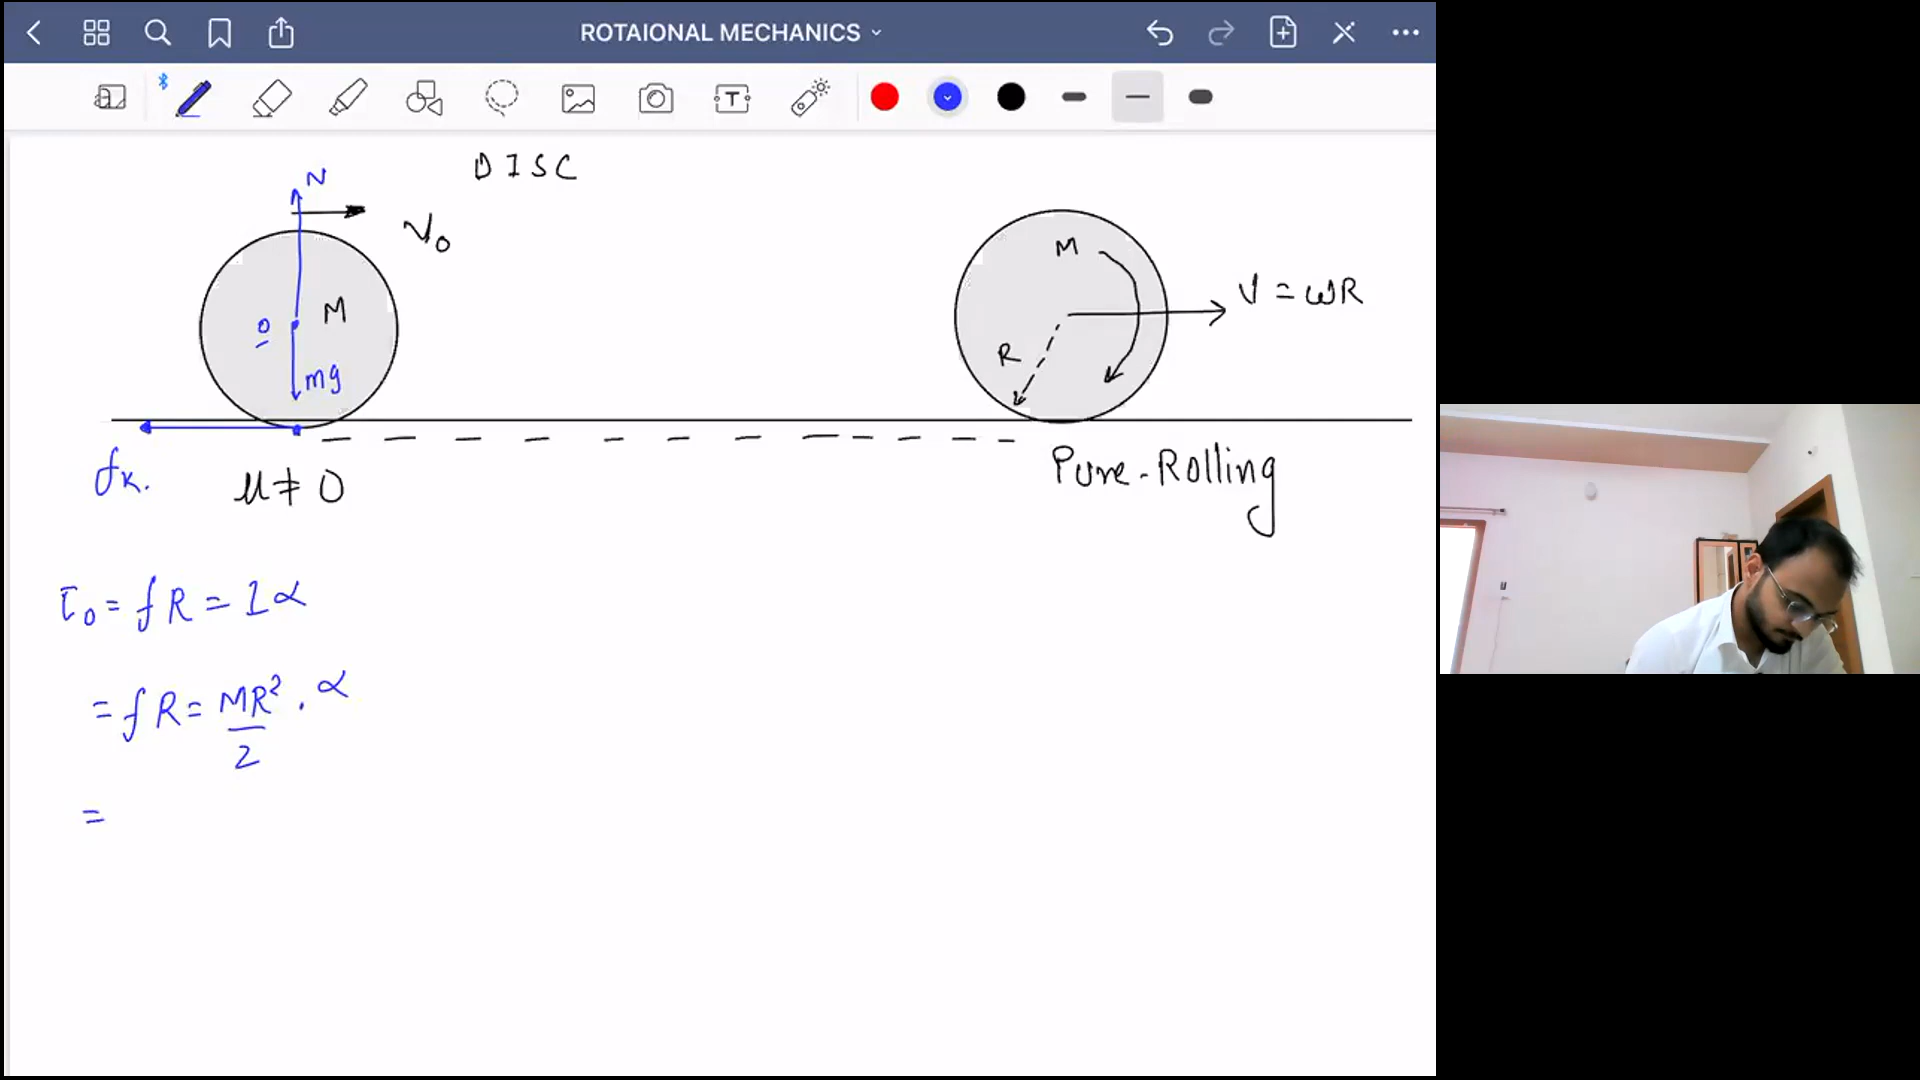 ROTAIONAL MECHANICS
T
DISC
N
V₀
M
O
mg
M
R
V = ωR
fK.
μ ≠ 0
Pure-Rolling
τ₀ = fR = Iα
= fR = MR²/2 . α
=